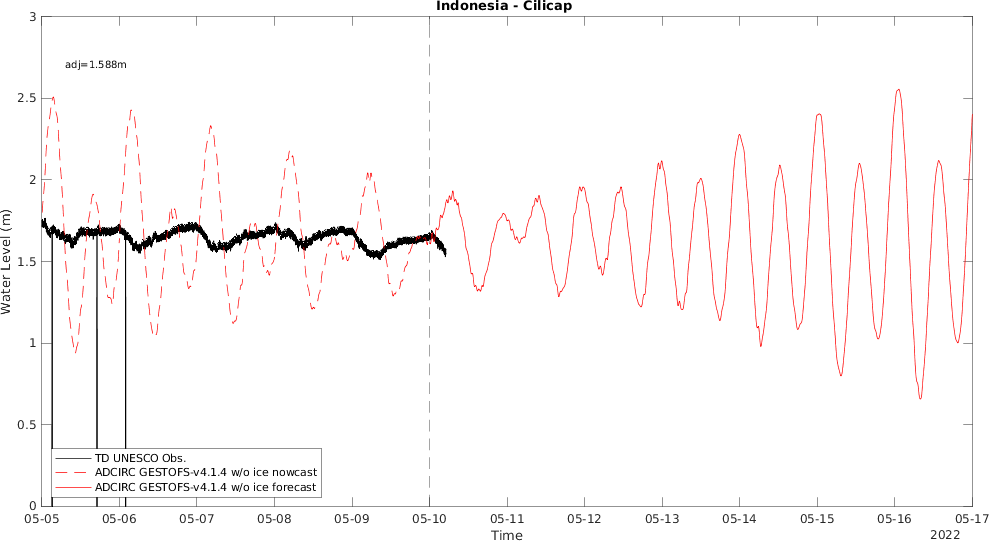 Indonesia - Cilicap
adj=1.588m
3
2.5
2
1.5
1
0.5
0
Water Level (m)
TD UNESCO Obs.
ADCIRC GESTOFS-v4.1.4 w/o ice nowcast
ADCIRC GESTOFS-v4.1.4 w/o ice forecast
05-05 05-06 05-07 05-08 05-09 05-10 05-11 05-12 05-13 05-14 05-15 05-16 05-17
Time
2022